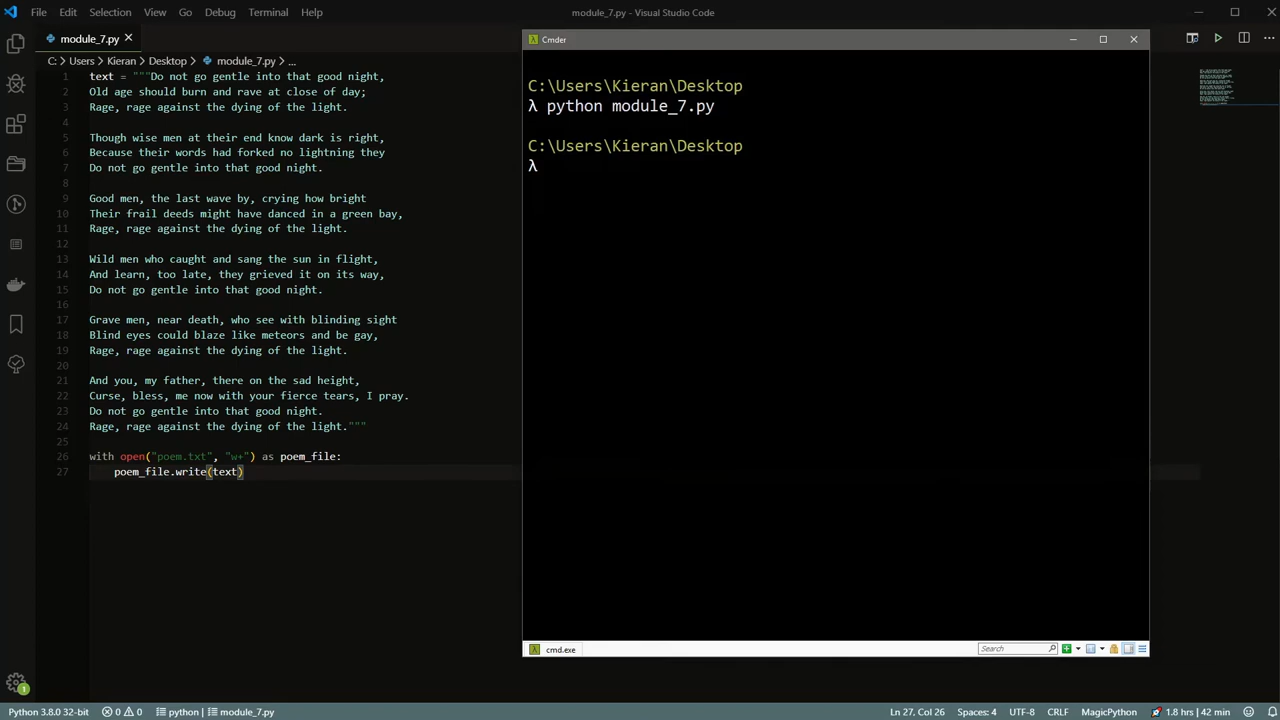 File Edit Selection View Go Debug Terminal Help
module_7.py - Visual Studio Code
module_7.py
C: > Users > Kieran > Desktop > module_7.py > ...
1 text = """Do not go gentle into that good night,
2 Old age should burn and rave at close of day;
3 Rage, rage against the dying of the light.
4
5 Though wise men at their end know dark is right,
6 Because their words had forked no lightning they
7 Do not go gentle into that good night.
8
9 Good men, the last wave by, crying how bright
10 Their frail deeds might have danced in a green bay,
11 Rage, rage against the dying of the light.
12
13 Wild men who caught and sang the sun in flight,
14 And learn, too late, they grieved it on its way,
15 Do not go gentle into that good night.
16
17 Grave men, near death, who see with blinding sight
18 Blind eyes could blaze like meteors and be gay,
19 Rage, rage against the dying of the light.
20
21 And you, my father, there on the sad height,
22 Curse, bless, me now with your fierce tears, I pray.
23 Do not go gentle into that good night.
24 Rage, rage against the dying of the light."""
25
26 with open("poem.txt", "w+") as poem_file:
27 poem_file.write(text)
Cmder
C:\Users\Kieran\Desktop
λ python module_7.py
C:\Users\Kieran\Desktop
λ
cmd.exe
Search
1
Python 3.8.0 32-bit
0
0
python
module_7.py
Ln 27, Col 26
Spaces: 4
UTF-8
CRLF
MagicPython
1.8 hrs | 42 min